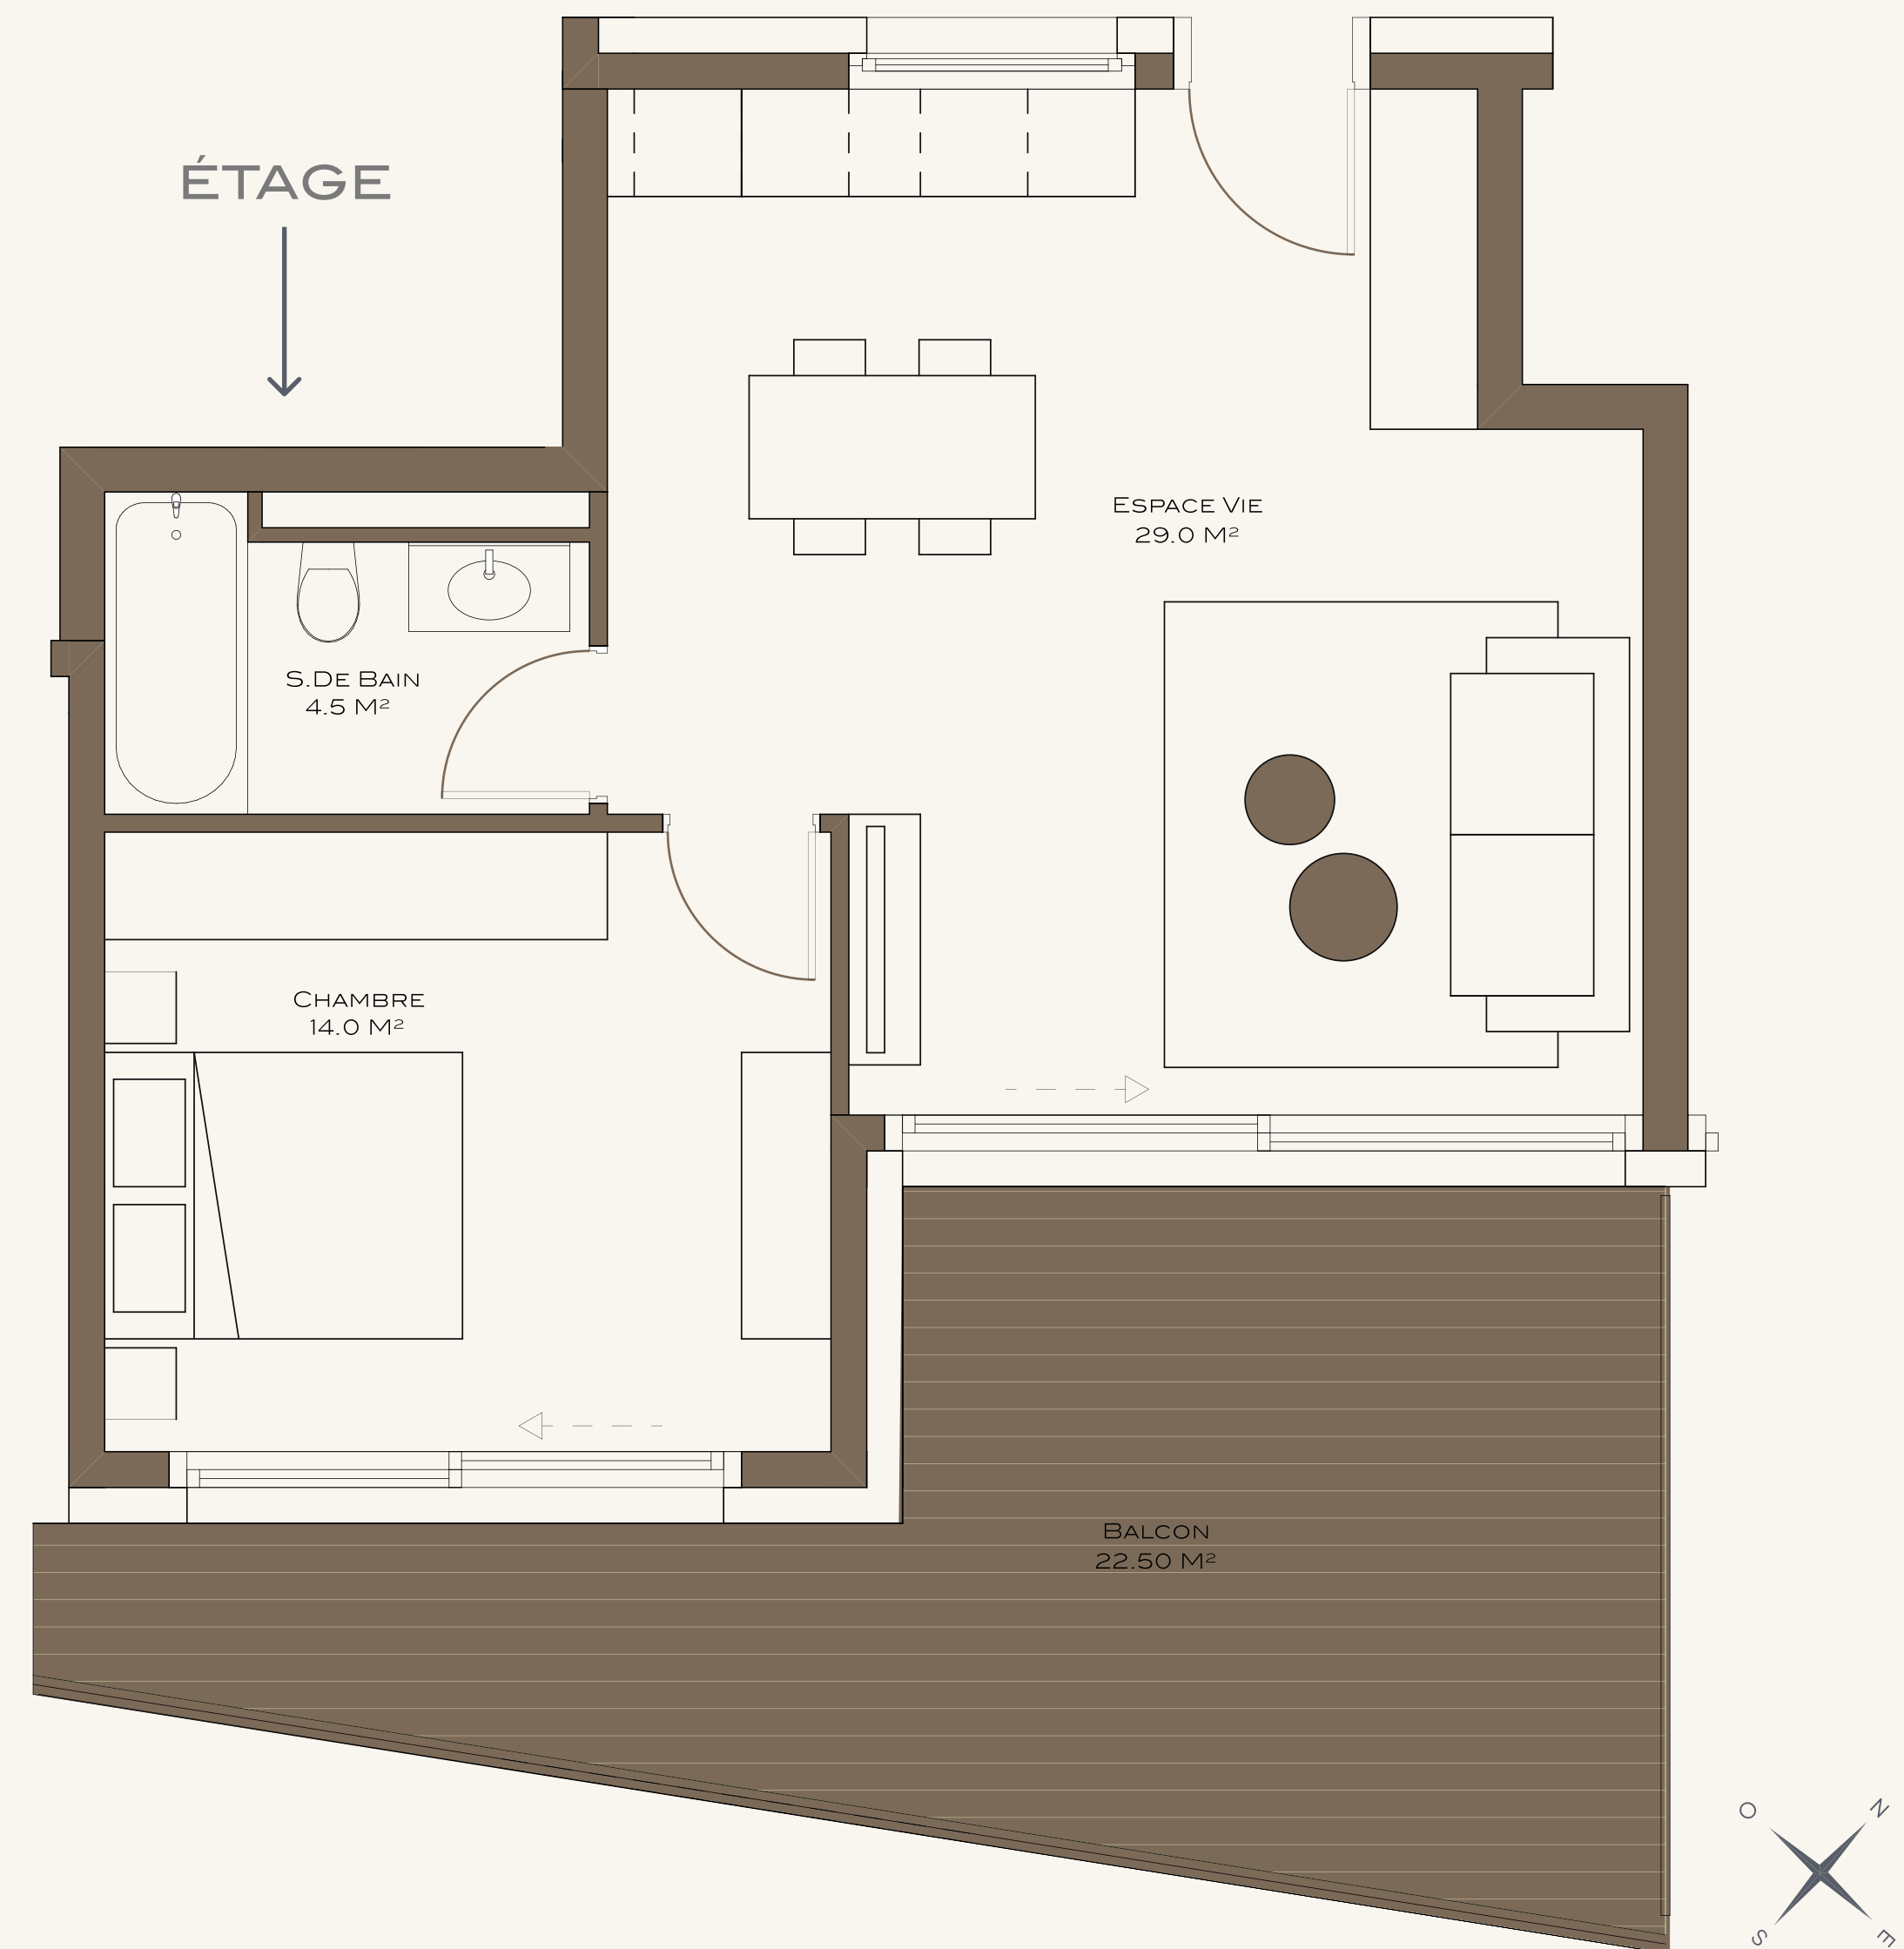 ÉTAGE
ESPACE VIE
29.0 M²
S.DE BAIN
4.5 M²
CHAMBRE
14.0 M²
BALCON
22.50 M²
O
N
S
E